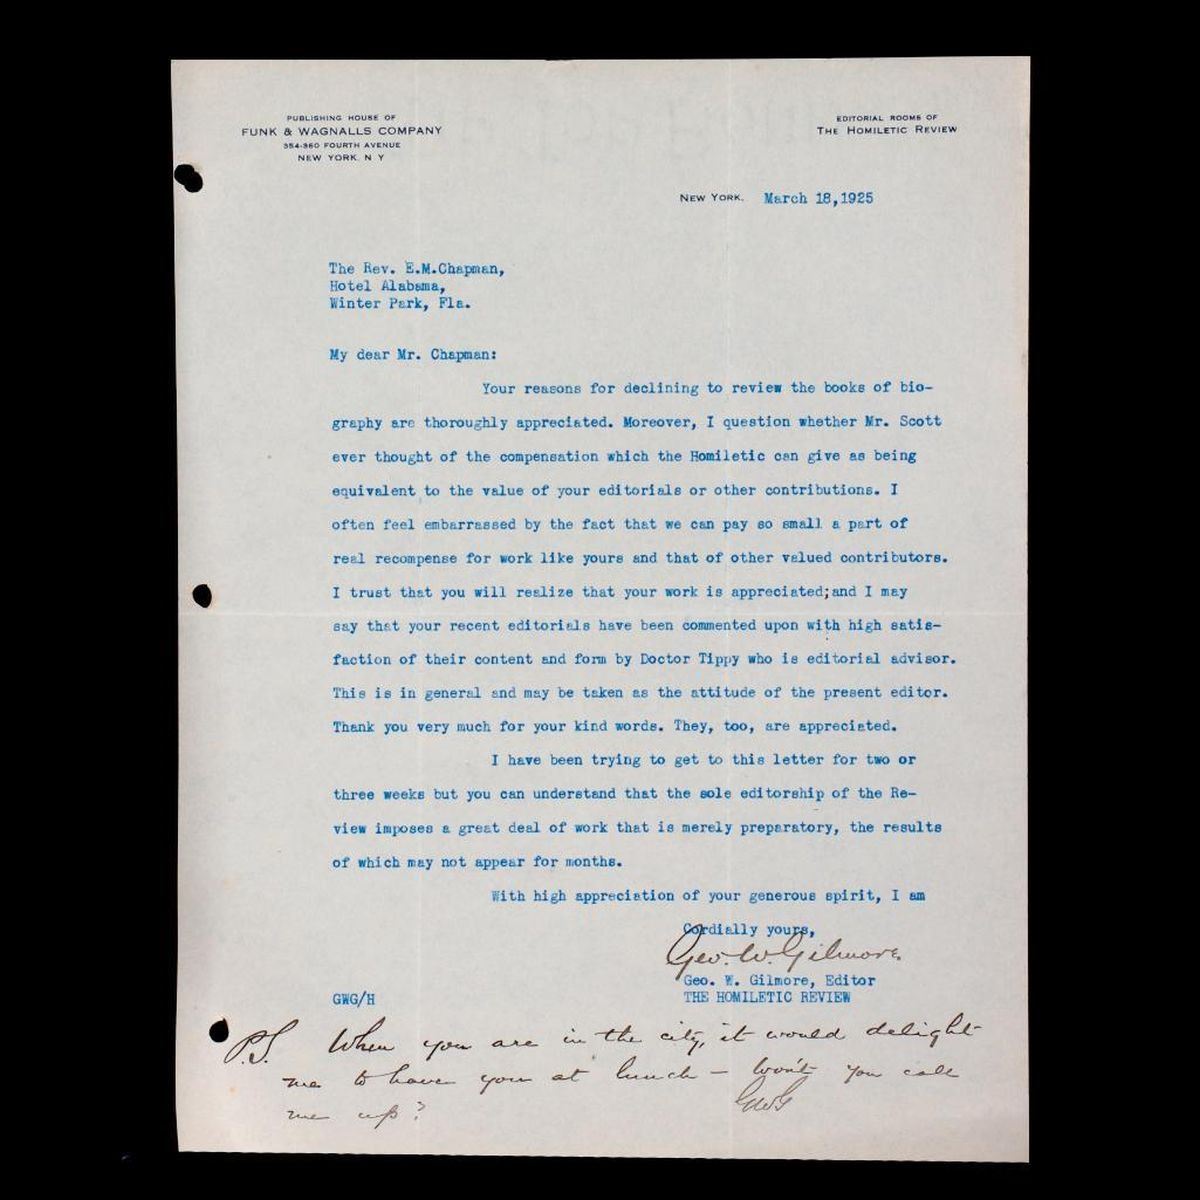 PUBLISHING HOUSE OF
FUNK & WAGNALLS COMPANY
354-360 FOURTH AVENUE
NEW YORK. N Y
EDITORIAL ROOMS OF
THE HOMILETIC REVIEW
NEW YORK. March 18,1925
The Rev. E.M.Chapman,
Hotel Alabama,
Winter Park, Fla.
My dear Mr. Chapman:
Your reasons for declining to review the books of bio-
graphy are thoroughly appreciated. Moreover, I question whether Mr. Scott
ever thought of the compensation which the Homiletic can give as being
equivalent to the value of your editorials or other contributions. I
often feel embarrassed by the fact that we can pay so small a part of
real recompense for work like yours and that of other valued contributors.
I trust that you will realize that your work is appreciated;and I may
say that your recent editorials have been commented upon with high satis-
faction of their content and form by Doctor Tippy who is editorial advisor.
This is in general and may be taken as the attitude of the present editor.
Thank you very much for your kind words. They, too, are appreciated.
I have been trying to get to this letter for two or
three weeks but you can understand that the sole editorship of the Re-
view imposes a great deal of work that is merely preparatory, the results
of which may not appear for months.
With high appreciation of your generous spirit, I am
Cordially yours,
Geo. W. Gilmore.
Geo. W. Gilmore, Editor
THE HOMILETIC REVIEW
GWG/H
P.S. When you are in the city, it would delight
me to have you at lunch – Won't you call
me up?
GWG